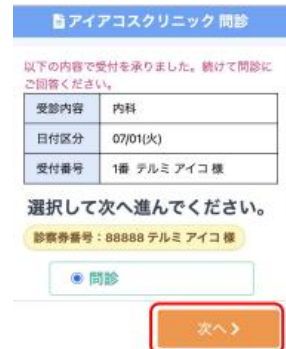 アイアコスクリニック 問診
以下の内容で受付を承りました。続けて問診に
ご回答ください。
受診内容 内科
日付区分 07/01(火)
受付番号 1番 テルミ アイコ 様
選択して次へ進んでください。
診察券番号：88888 テルミ アイコ 様
問診
次へ